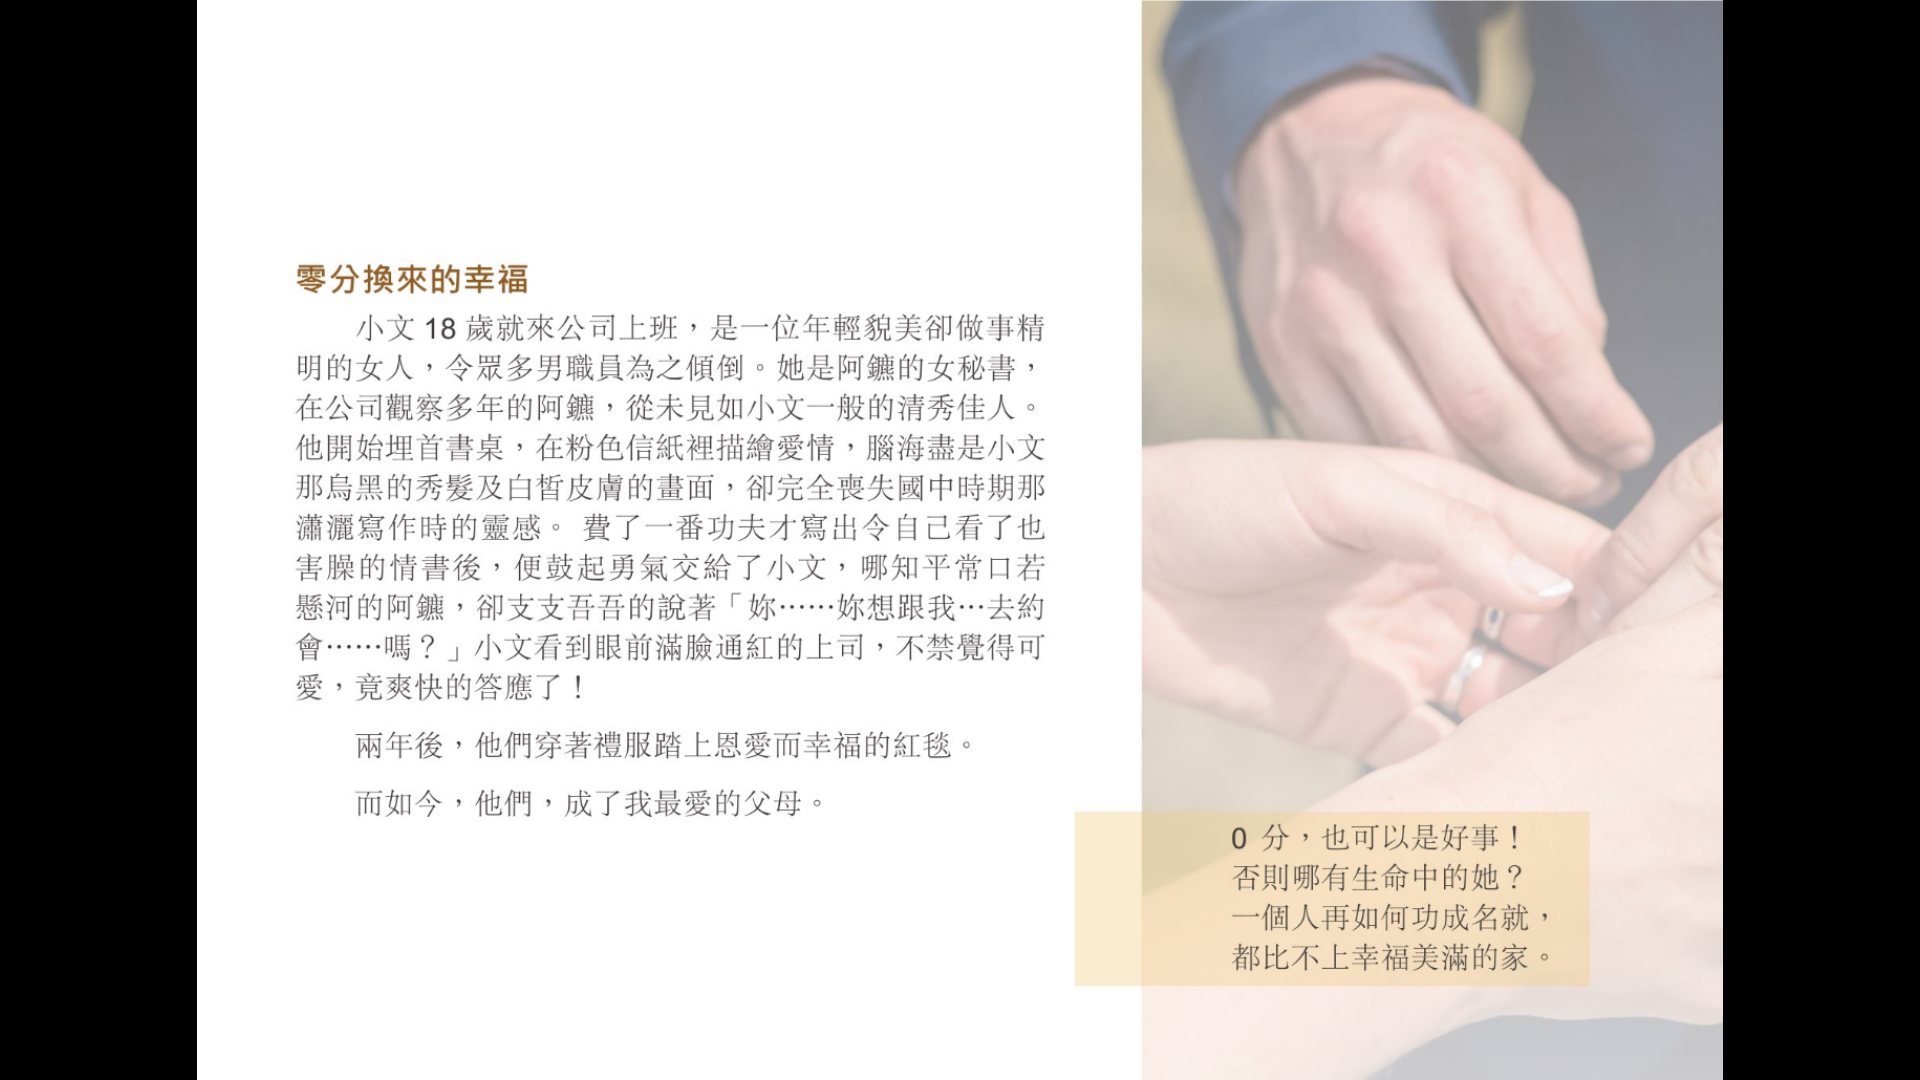 零分換來的幸福
小文 18 歲就來公司上班，是一位年輕貌美卻做事精
明的女人，令眾多男職員為之傾倒。她是阿鑣的女秘書，
在公司觀察多年的阿鑣，從未見如小文一般的清秀佳人。
他開始埋首書桌，在粉色信紙裡描繪愛情，腦海盡是小文
那烏黑的秀髮及白皙皮膚的畫面，卻完全喪失國中時期那
瀟灑寫作時的靈感。 費了一番功夫才寫出令自己看了也
害臊的情書後，便鼓起勇氣交給了小文，哪知平常口若
懸河的阿鑣，卻支支吾吾的說著「妳……妳想跟我…去約
會……嗎？」小文看到眼前滿臉通紅的上司，不禁覺得可
愛，竟爽快的答應了！
兩年後，他們穿著禮服踏上恩愛而幸福的紅毯。
而如今，他們，成了我最愛的父母。
0 分，也可以是好事！
否則哪有生命中的她？
一個人再如何功成名就，
都比不上幸福美滿的家。